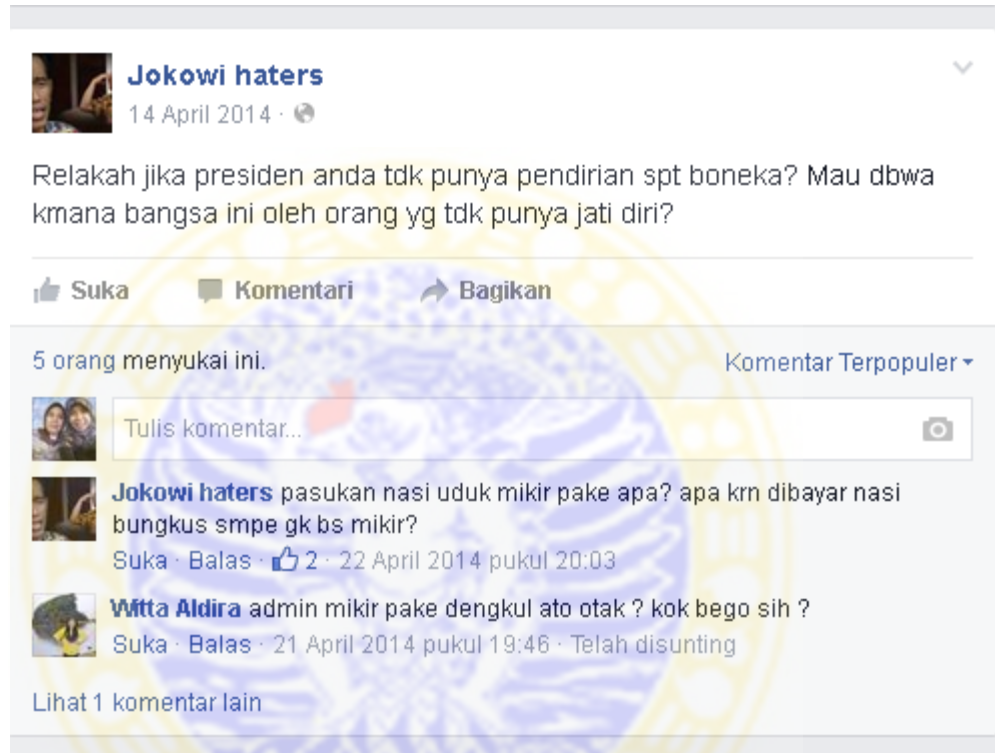 Jokowi haters
14 April 2014 ·
Relakah jika presiden anda tdk punya pendirian spt boneka? Mau dbwa
kmana bangsa ini oleh orang yg tdk punya jati diri?
Suka Komentari Bagikan
5 orang menyukai ini. Komentar Terpopuler
Tulis komentar...
Jokowi haters pasukan nasi uduk mikir pake apa? apa krn dibayar nasi
bungkus smpe gk bs mikir?
Suka · Balas · 2 · 22 April 2014 pukul 20:03
Witta Aldira admin mikir pake dengkul ato otak ? kok bego sih ?
Suka · Balas · 21 April 2014 pukul 19:46 · Telah disunting
Lihat 1 komentar lain